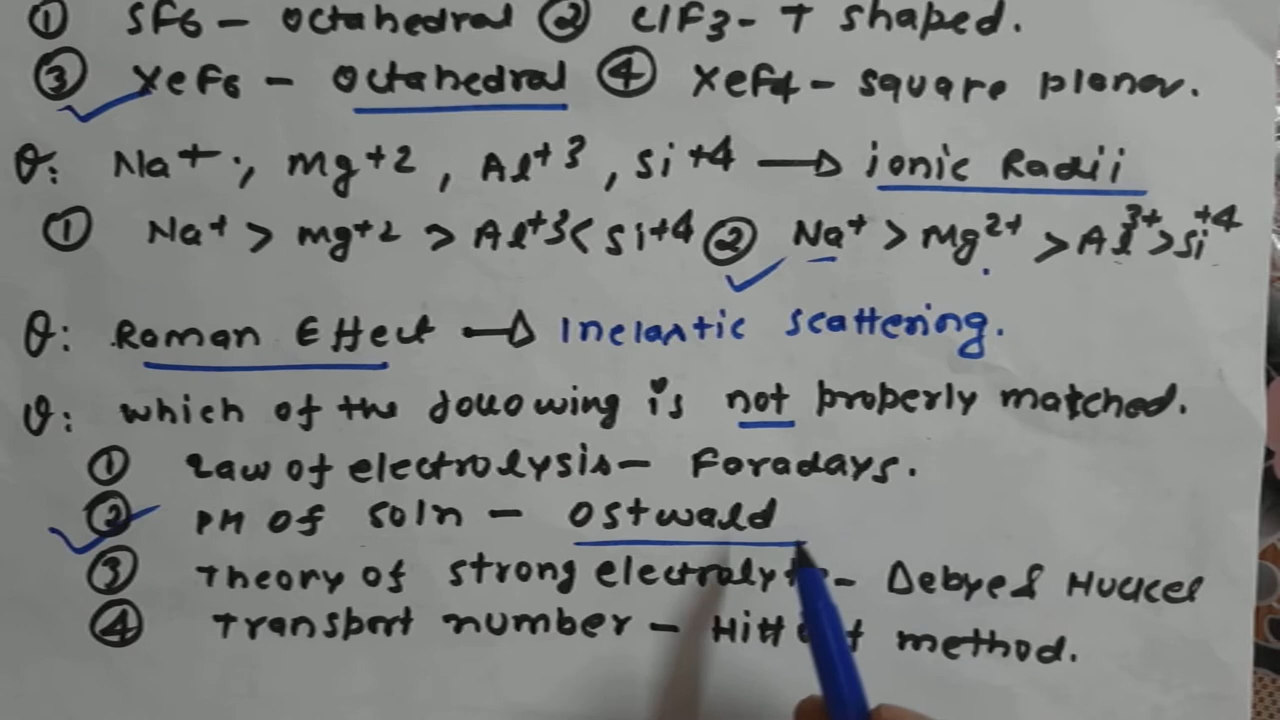 ① SF6 - Octahedral ② ClF3 - T shaped.
③ XeF6 - Octahedral ④ XeF4 - square planar.
Q: Na+, Mg+2, Al+3, Si+4 → ionic Radii
① Na+ > Mg+2 > Al+3 < Si+4 ② Na+ > Mg2+ > Al3+ > Si+4
Q: Raman Effect → Inelastic scattering.
Q: which of the following is not properly matched.
① Law of electrolysis - Foradays.
② PH of soln - Ostwald
③ Theory of strong electrolyt - Debye & Huckel
④ Transport number - Hittorf method.